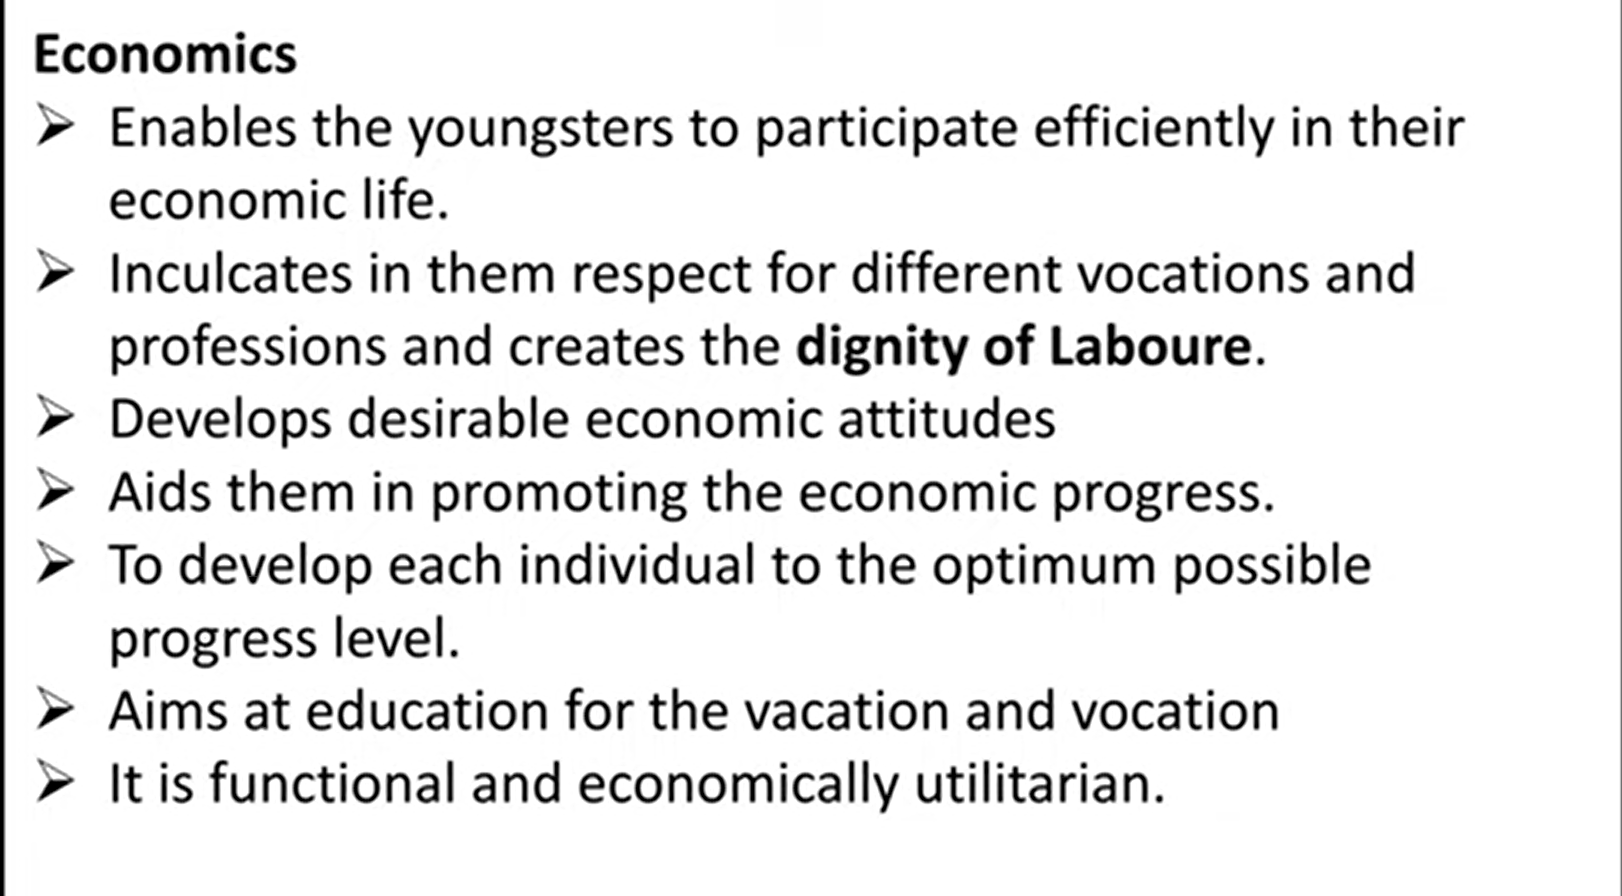 Economics
➢ Enables the youngsters to participate efficiently in their
economic life.
➢ Inculcates in them respect for different vocations and
professions and creates the dignity of Laboure.
➢ Develops desirable economic attitudes
➢ Aids them in promoting the economic progress.
➢ To develop each individual to the optimum possible
progress level.
➢ Aims at education for the vacation and vocation
➢ It is functional and economically utilitarian.